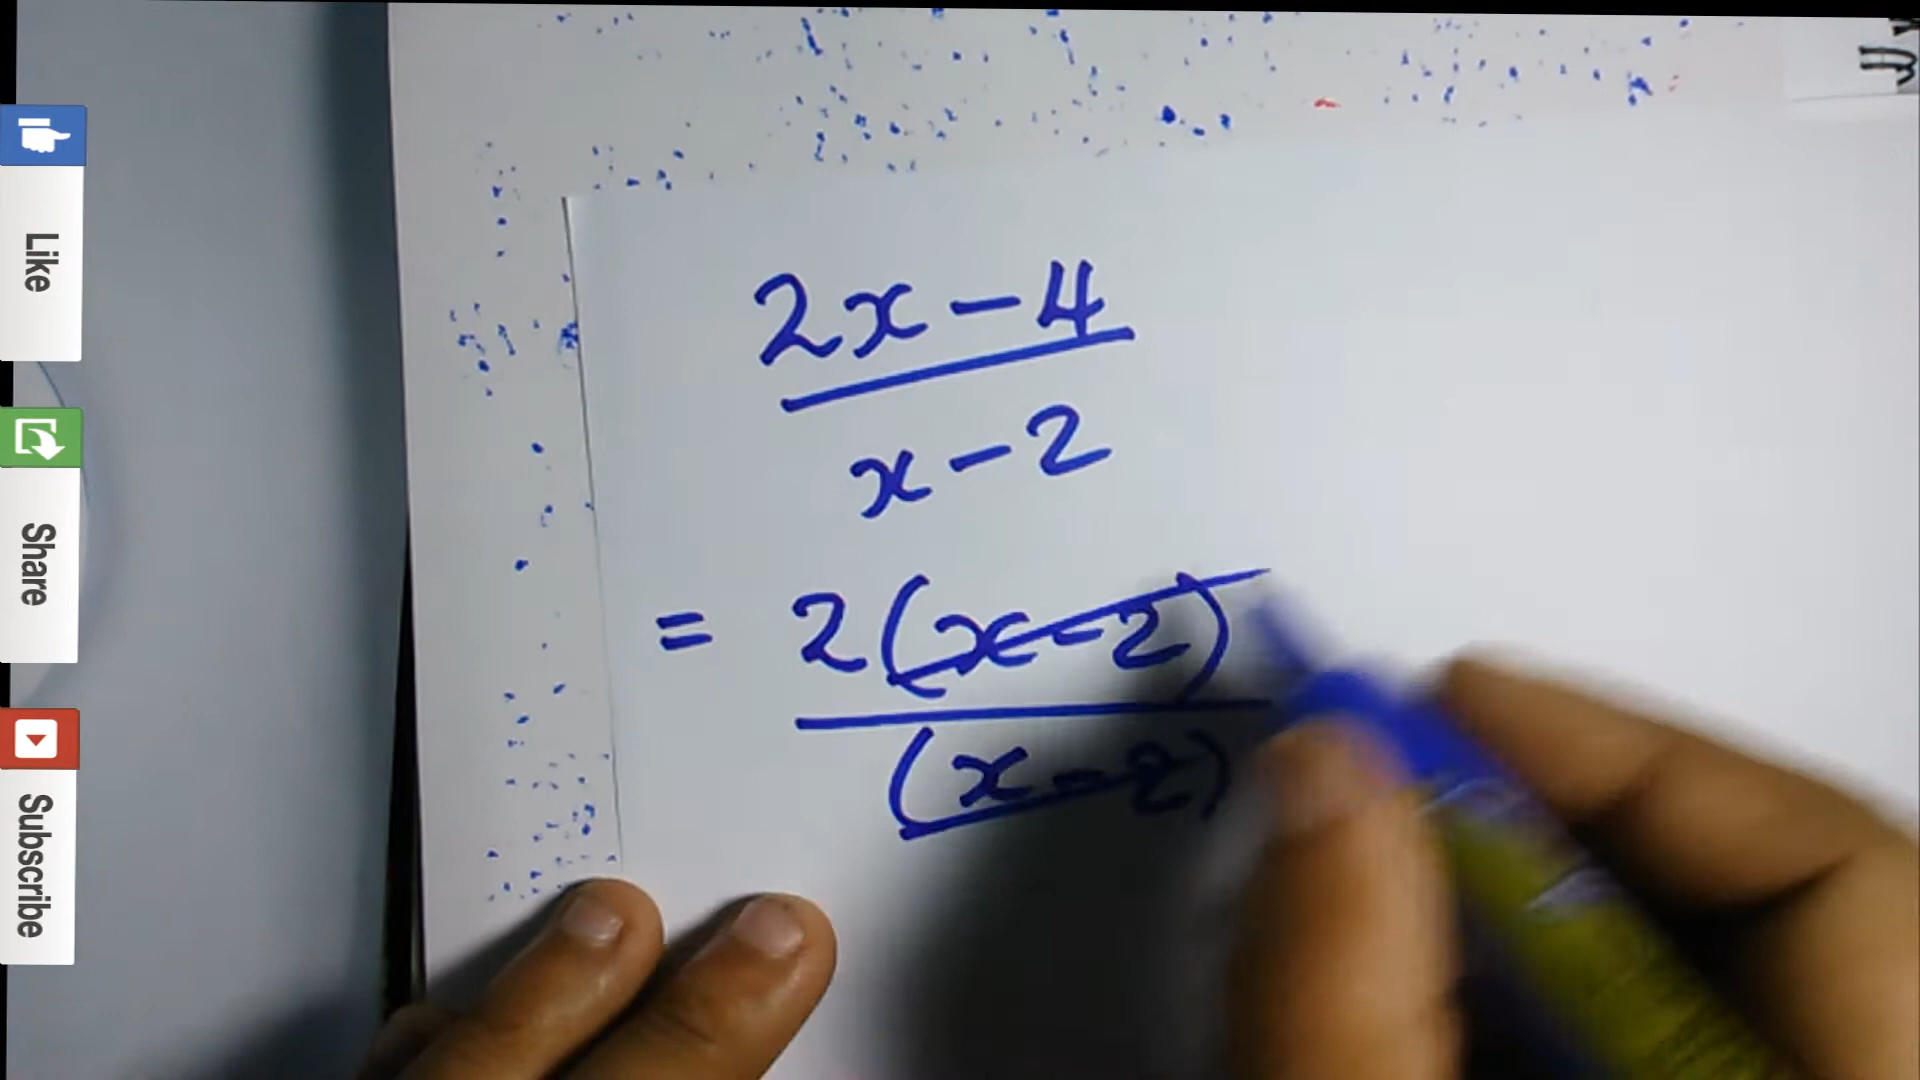 2x-4
x-2
= 2(x-2)
(x-2)
Like
Share
Subscribe